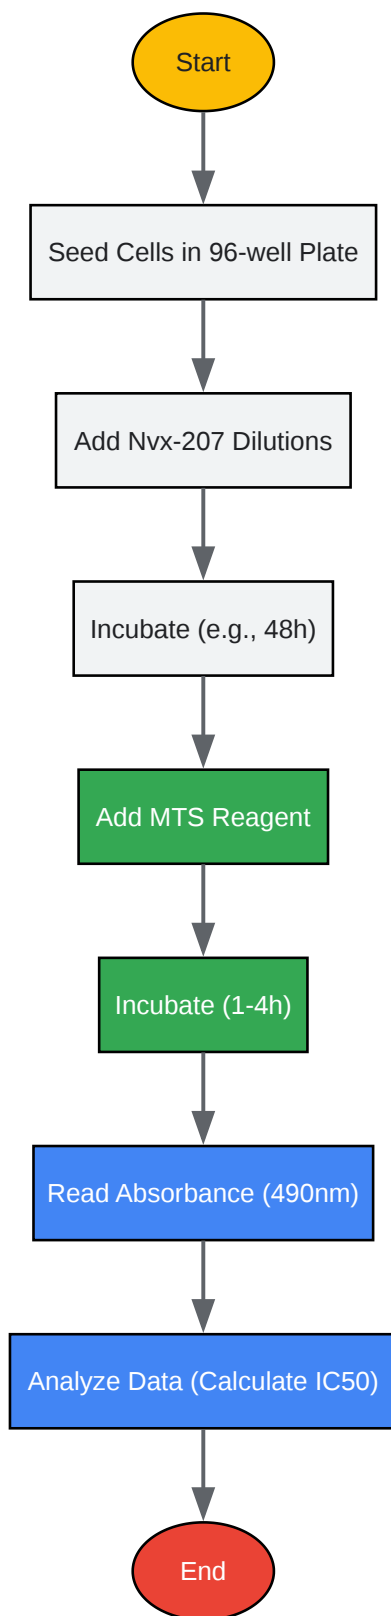 Start
Seed Cells in 96-well Plate
Add Nvx-207 Dilutions
Incubate (e.g., 48h)
Add MTS Reagent
Incubate (1-4h)
Read Absorbance (490nm)
Analyze Data (Calculate IC50)
End